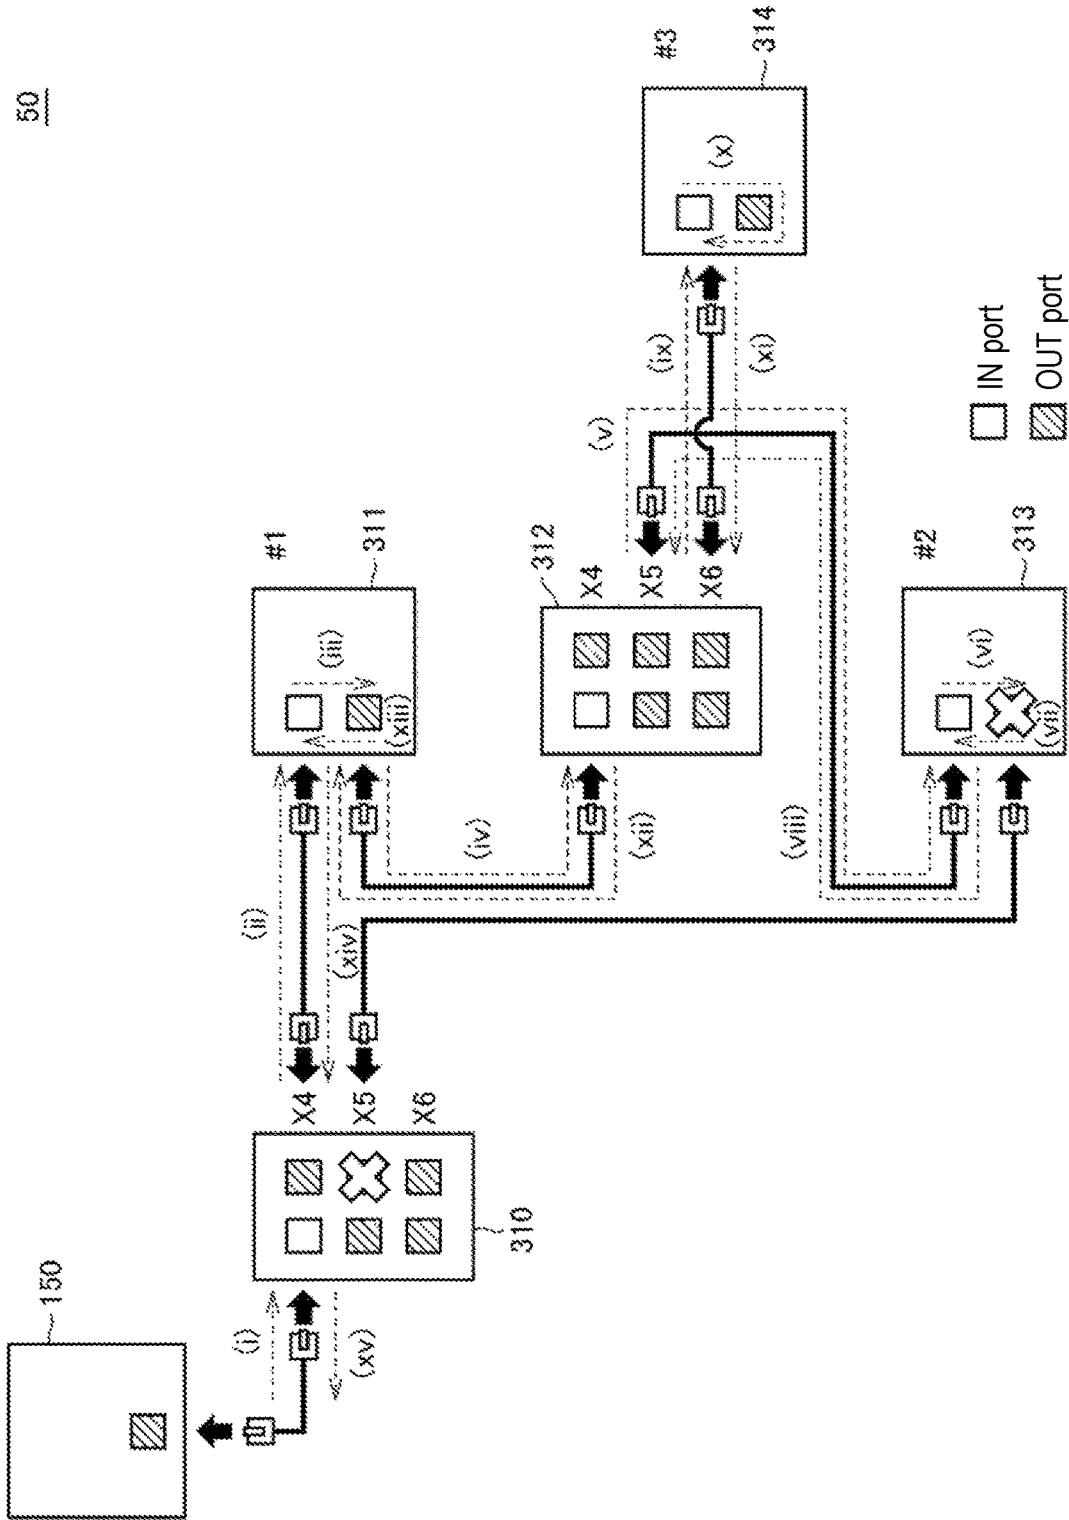 50
150
(i)
(xv)
310
X4
X5
X6
(ii)
(xiv)
#1
311
(iii)
(xiii)
(iv)
(xii)
312
X4
X5
X6
(v)
(viii)
#2
313
(vi)
(vii)
(ix)
(xi)
#3
314
(x)
IN port
OUT port